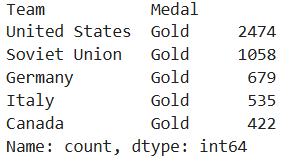 Team           Medal
United States  Gold     2474
Soviet Union   Gold     1058
Germany        Gold      679
Italy          Gold      535
Canada         Gold      422
Name: count, dtype: int64